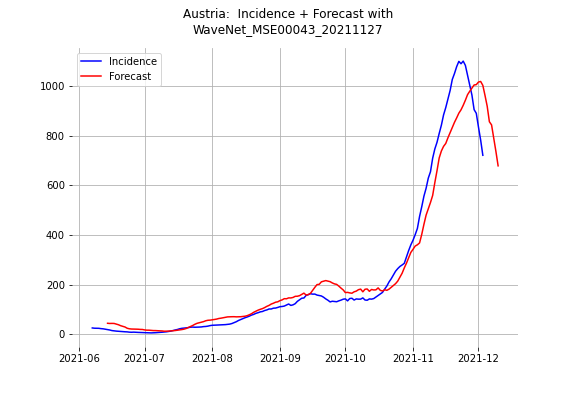 Austria:  Incidence + Forecast with
WaveNet_MSE00043_20211127
Incidence
Forecast
1000
800
600
400
200
0
2021-06 2021-07 2021-08 2021-09 2021-10 2021-11 2021-12